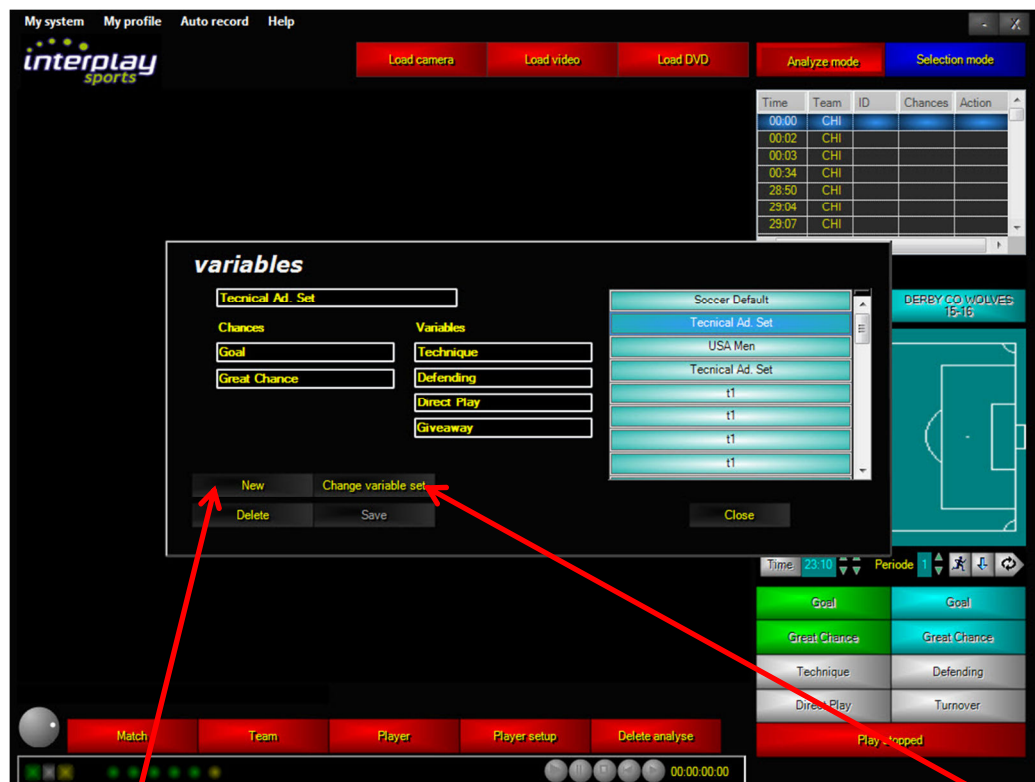 My system My profile Auto record Help
- X
interplay
sports
Load camera Load video Load DVD Analyze mode Selection mode
Time Team ID Chances Action
00:00 CHI
00:02 CHI
00:03 CHI
00:34 CHI
28:50 CHI
29:04 CHI
29:07 CHI
variables
Tecnical Ad. Set
Chances Variables
Goal Technique
Great Chance Defending
Direct Play
Giveaway
Soccer Default
Tecnical Ad. Set
USA Men
Tecnical Ad. Set
t1
t1
t1
t1
New Change variable set
Delete Save Close
DERBY CO WOLVES
15-16
Time 23:10 Periode 1
Goal Goal
Great Chance Great Chance
Technique Defending
Direct Play Turnover
Play stopped
Match Team Player Player setup Delete analyse
00:00:00:00